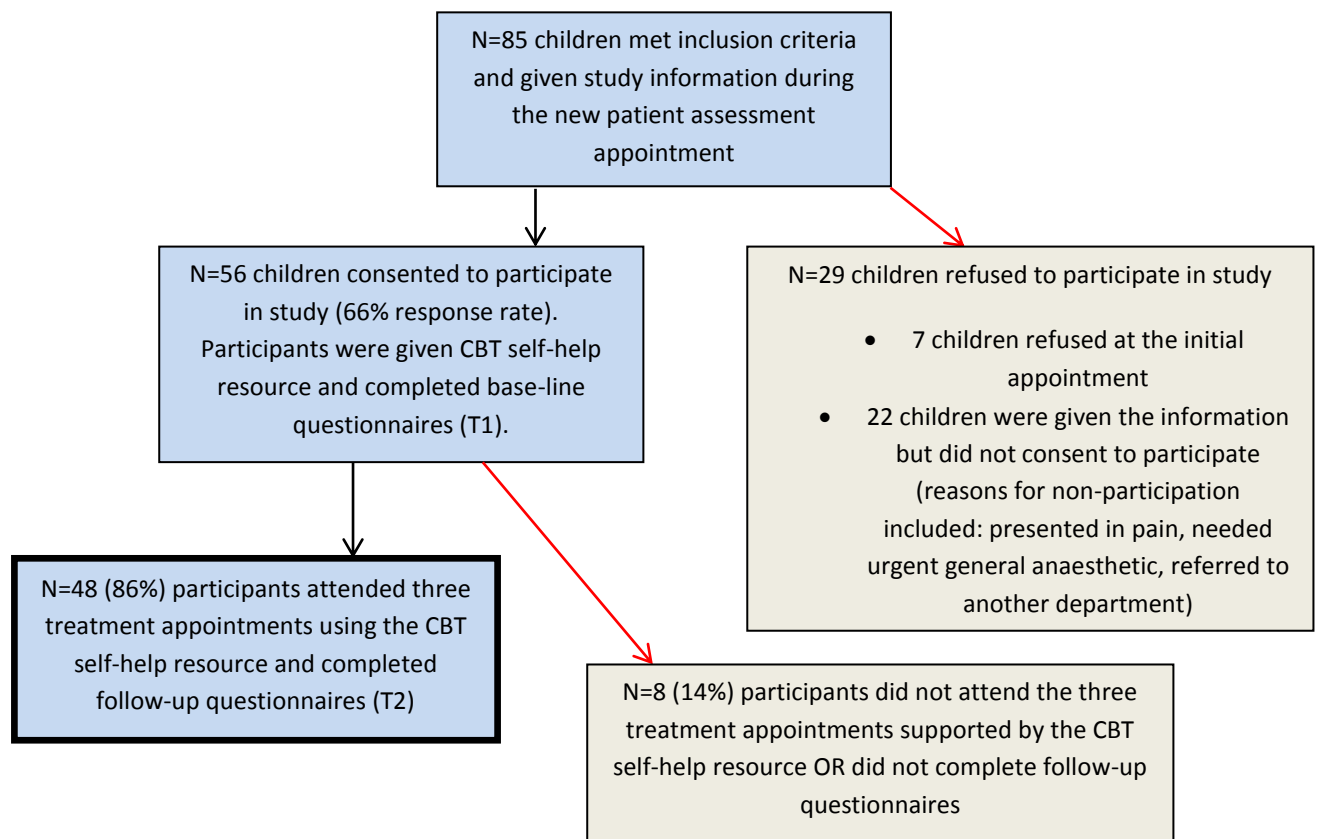 N=85 children met inclusion criteria
and given study information during
the new patient assessment
appointment
N=56 children consented to participate
in study (66% response rate).
Participants were given CBT self-help
resource and completed base-line
questionnaires (T1).
N=29 children refused to participate in study
• 7 children refused at the initial
appointment
• 22 children were given the information
but did not consent to participate
(reasons for non-participation
included: presented in pain, needed
urgent general anaesthetic, referred to
another department)
N=48 (86%) participants attended three
treatment appointments using the CBT
self-help resource and completed
follow-up questionnaires (T2)
N=8 (14%) participants did not attend the three
treatment appointments supported by the CBT
self-help resource OR did not complete follow-up
questionnaires